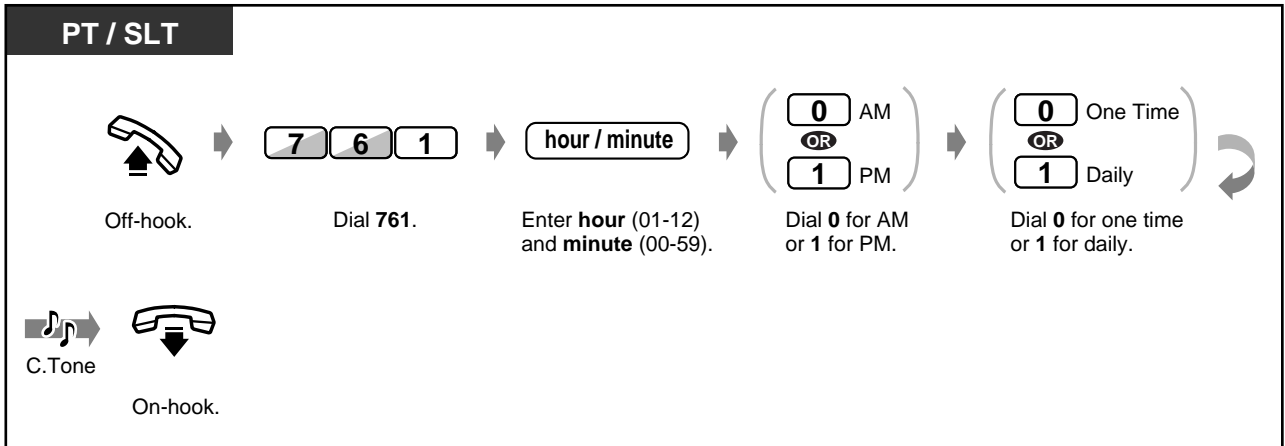 PT / SLT
0 AM
OR
1 PM
0 One Time
OR
1 Daily
7 6 1
hour / minute
Off-hook.
Dial 761.
Enter hour (01-12)
and minute (00-59).
Dial 0 for AM
or 1 for PM.
Dial 0 for one time
or 1 for daily.
C.Tone
On-hook.